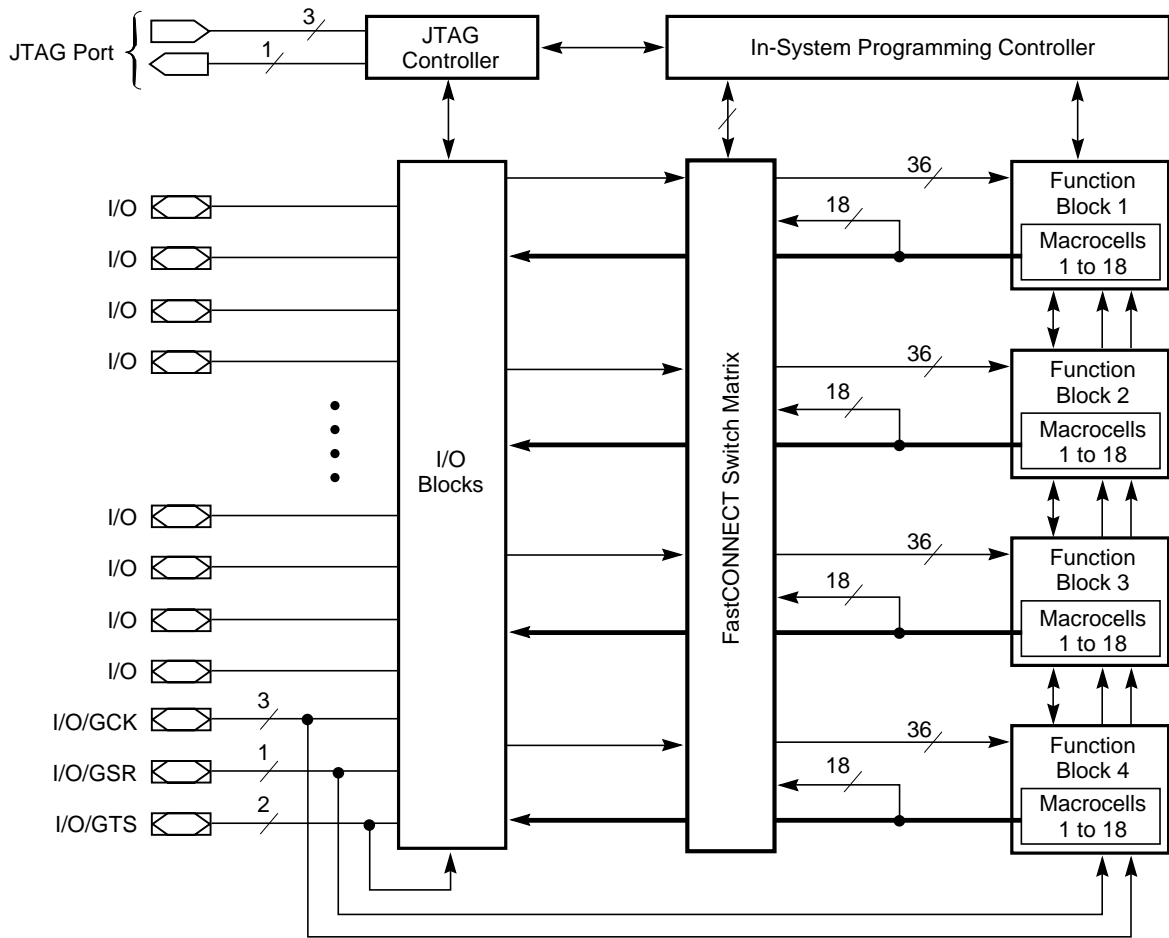 3
JTAG Port
1
JTAG
Controller
In-System Programming Controller
36
Function
Block 1
I/O
18
Macrocells
1 to 18
I/O
I/O
I/O
36
Function
Block 2
18
Macrocells
1 to 18
I/O
Blocks
FastCONNECT Switch Matrix
I/O
36
Function
Block 3
I/O
18
Macrocells
1 to 18
I/O
I/O
I/O/GCK
3
36
Function
Block 4
I/O/GSR
1
18
Macrocells
1 to 18
I/O/GTS
2